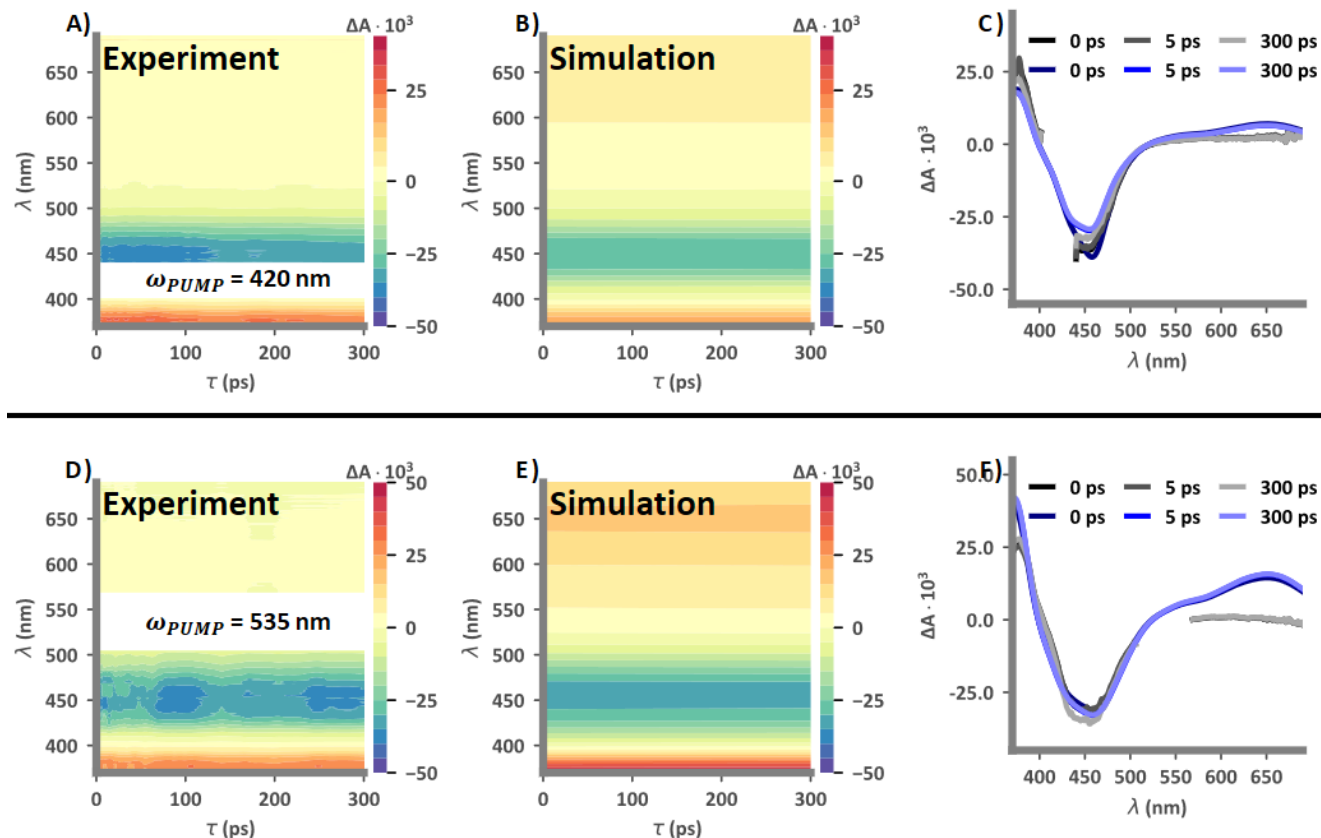 A)
ΔA · 10³
Experiment
λ (nm)
650
600
550
500
450
400
ω_PUMP = 420 nm
0
100
200
300
τ (ps)
25
0
−25
−50
B)
ΔA · 10³
Simulation
λ (nm)
650
600
550
500
450
400
0
100
200
300
τ (ps)
25
0
−25
−50
C)
0 ps 5 ps 300 ps
0 ps 5 ps 300 ps
ΔA · 10³
25.0
0.0
−25.0
−50.0
400 450 500 550 600 650
λ (nm)
D)
ΔA · 10³
Experiment
λ (nm)
650
600
550
500
450
400
ω_PUMP = 535 nm
0
100
200
300
τ (ps)
50
25
0
−25
−50
E)
ΔA · 10³
Simulation
λ (nm)
650
600
550
500
450
400
0
100
200
300
τ (ps)
50
25
0
−25
−50
F)
0 ps 5 ps 300 ps
0 ps 5 ps 300 ps
ΔA · 10³
50.0
25.0
0.0
−25.0
400 450 500 550 600 650
λ (nm)